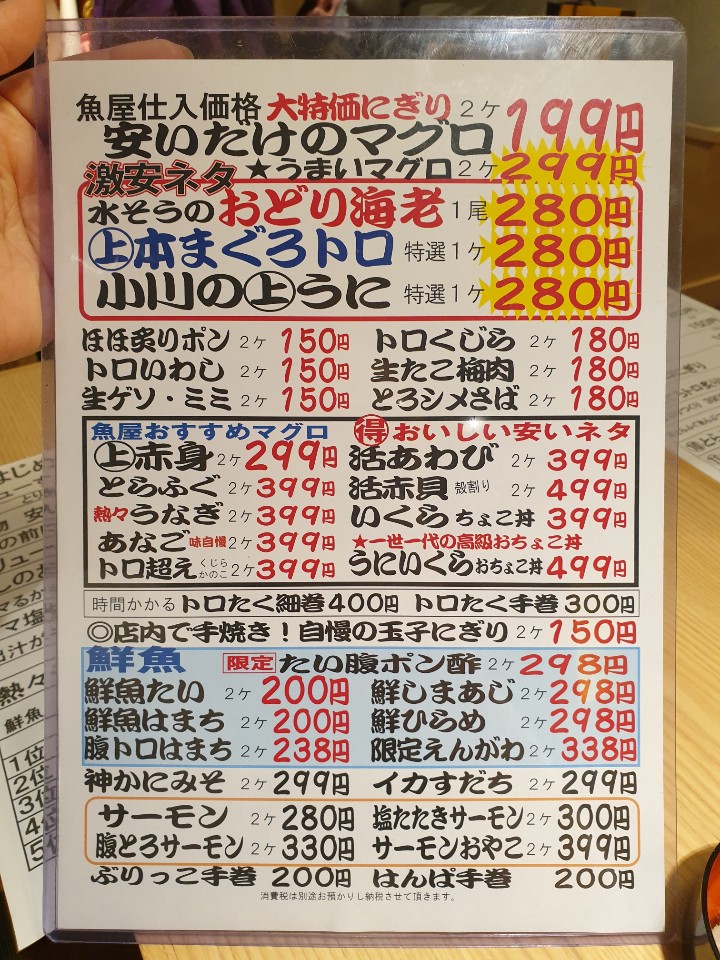 魚屋仕入価格 大特価にぎり 2ケ 199円
安いだけのマグロ
激安ネタ ★うまいマグロ 2ケ 299円
水そうの おどり海老 1尾 280円
㊤本まぐろトロ 特選1ケ 280円
小川の㊤うに 特選1ケ 280円
ほほ炙りポン 2ケ 150円 トロくじら 2ケ 180円
トロいわし 2ケ 150円 生たこ梅肉 2ケ 180円
生ゲソ・ミミ 2ケ 150円 とろシメさば 2ケ 180円
魚屋おすすめマグロ
㊤赤身 2ケ 299円
とらふぐ 2ケ 399円
熱々 うなぎ 2ケ 399円
あなご 味自慢 2ケ 399円
トロ超え くじらかのこ 2ケ 399円
得 おいしい安いネタ
活あわび 2ケ 399円
活赤貝 殻割り 2ケ 499円
いくら ちょこ丼 399円
★一世一代の高級おちょこ丼
うにいくら おちょこ丼 499円
時間かかる トロたく細巻 400円 トロたく手巻 300円
◎店内で手焼き!自慢の玉子にぎり 2ケ 150円
鮮魚 限定 たい腹ポン酢 2ケ 298円
鮮魚たい 2ケ 200円 鮮しまあじ 2ケ 298円
鮮魚はまち 2ケ 200円 鮮ひらめ 2ケ 298円
腹トロはまち 2ケ 238円 限定えんがわ 2ケ 338円
神かにみそ 2ケ 299円 イカすだち 2ケ 299円
サーモン 2ケ 280円 塩たたきサーモン 2ケ 300円
腹とろサーモン 2ケ 330円 サーモンおやこ 2ケ 399円
ぶりっこ手巻 200円 はんぱ手巻 200円
消費税は別途お預かりし納税させて頂きます。
はじめ
熱々
鮮魚
1位
2位
3位
4位
5